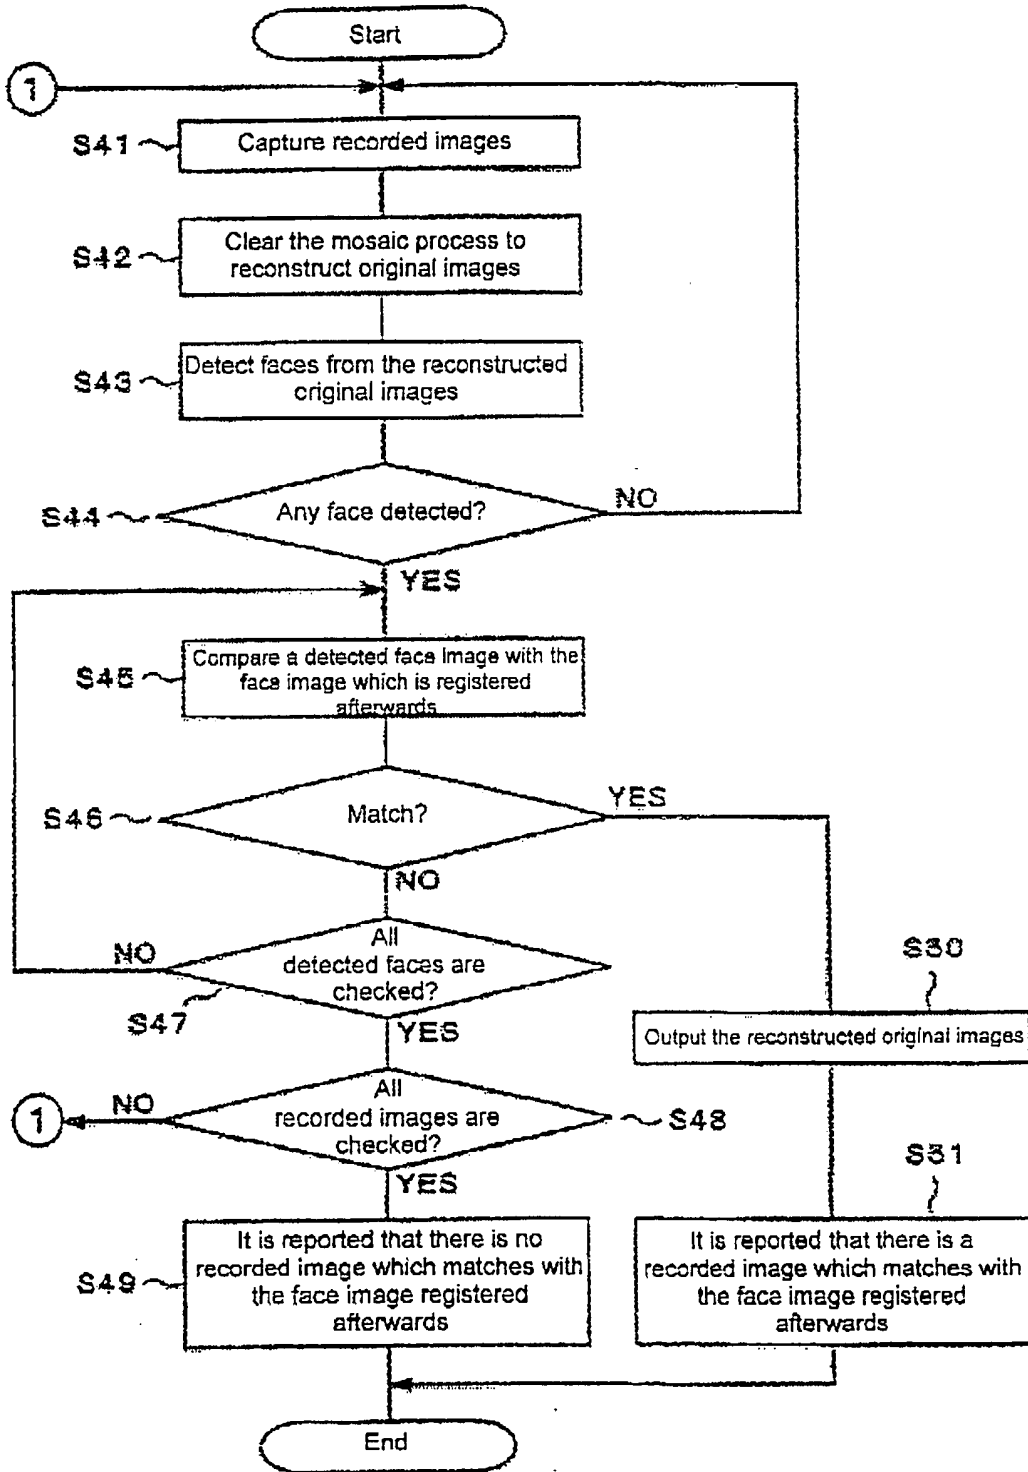 Start
1
S41
Capture recorded images
S42
Clear the mosaic process to
reconstruct original images
S43
Detect faces from the reconstructed
original images
S44
Any face detected?
NO
YES
S45
Compare a detected face image with the
face image which is registered
afterwards
S46
Match?
YES
NO
All
detected faces are
checked?
NO
S47
YES
S50
Output the reconstructed original images
All
recorded images are
checked?
NO
1
S48
YES
S51
S49
It is reported that there is no
recorded image which matches with
the face image registered
afterwards
It is reported that there is a
recorded image which matches with
the face image registered
afterwards
End